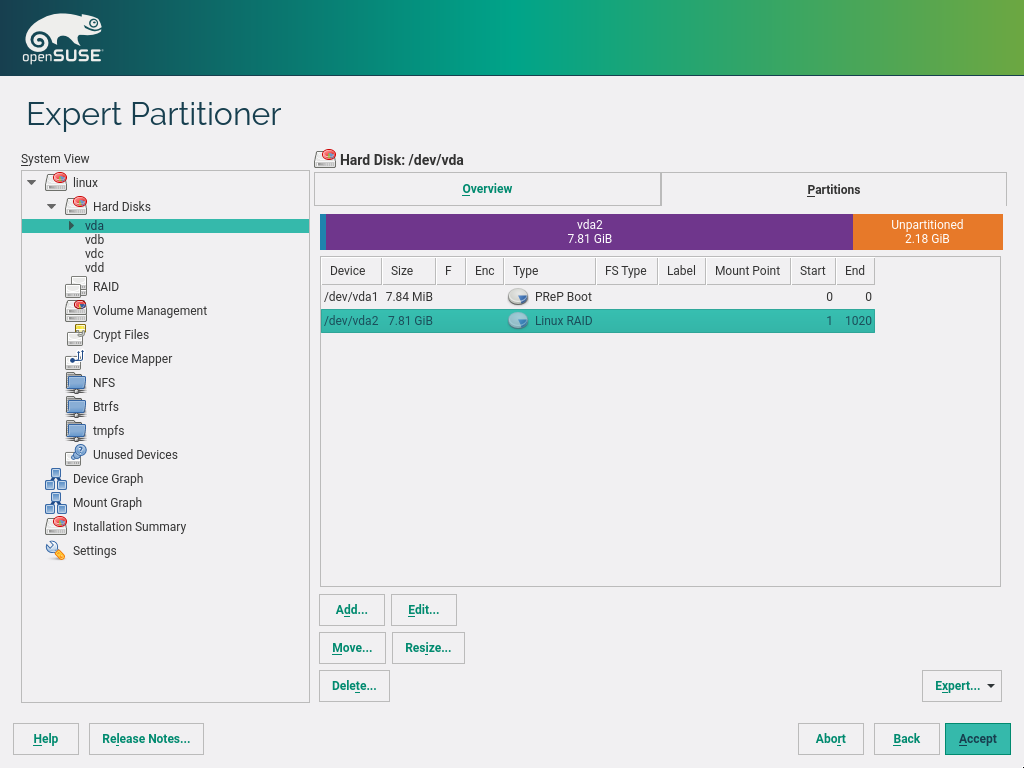 openSUSE
Expert Partitioner
System View
linux
Hard Disks
vda
vdb
vdc
vdd
RAID
Volume Management
Crypt Files
Device Mapper
NFS
Btrfs
tmpfs
Unused Devices
Device Graph
Mount Graph
Installation Summary
Settings
Hard Disk: /dev/vda
Overview Partitions
vda2 Unpartitioned
7.81 GiB 2.18 GiB
Device Size F Enc Type FS Type Label Mount Point Start End
/dev/vda1 7.84 MiB PReP Boot 0 0
/dev/vda2 7.81 GiB Linux RAID 1 1020
Add... Edit...
Move... Resize...
Delete... Expert...
Help Release Notes... Abort Back Accept